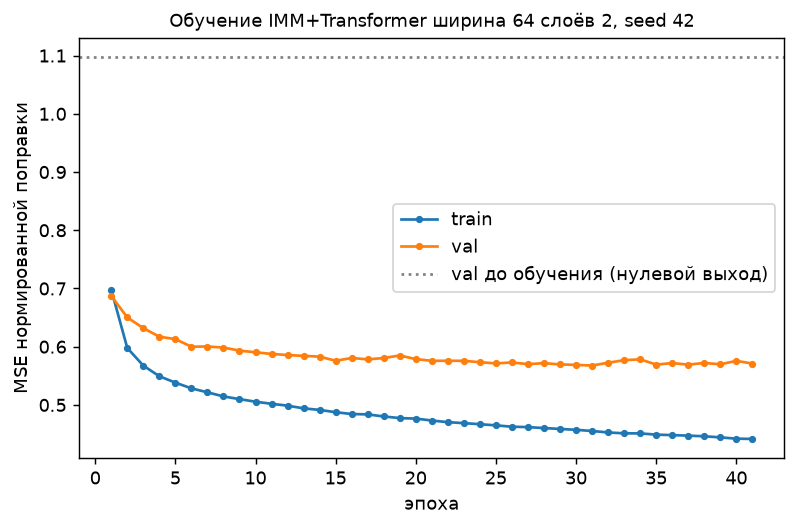 Обучение IMM+Transformer ширина 64 слоёв 2, seed 42
MSE нормированной поправки
1.1
1.0
0.9
0.8
0.7
0.6
0.5
train
val
val до обучения (нулевой выход)
0 5 10 15 20 25 30 35 40
эпоха